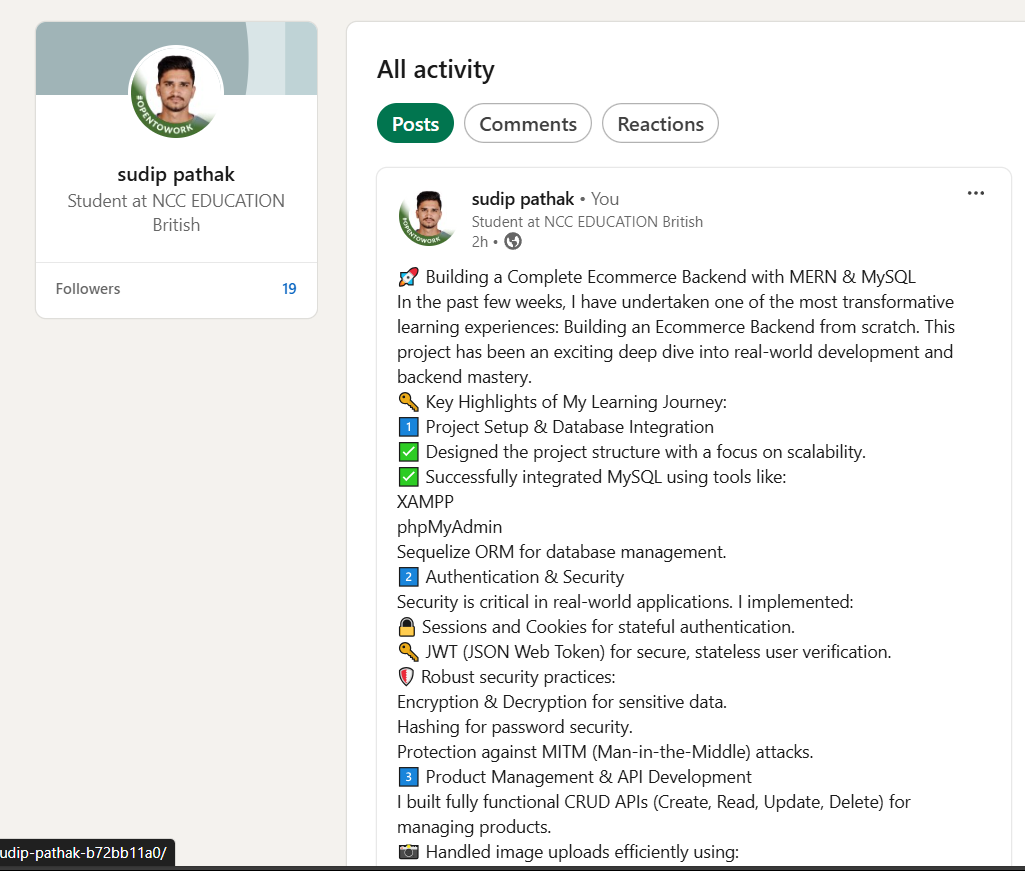 #OPENTOWORK
sudip pathak
Student at NCC EDUCATION
British
Followers 19
All activity
Posts Comments Reactions
#OPENTOWORK
sudip pathak • You
Student at NCC EDUCATION British
2h •
🚀 Building a Complete Ecommerce Backend with MERN & MySQL
In the past few weeks, I have undertaken one of the most transformative
learning experiences: Building an Ecommerce Backend from scratch. This
project has been an exciting deep dive into real-world development and
backend mastery.
🔑 Key Highlights of My Learning Journey:
1️⃣ Project Setup & Database Integration
✅ Designed the project structure with a focus on scalability.
✅ Successfully integrated MySQL using tools like:
XAMPP
phpMyAdmin
Sequelize ORM for database management.
2️⃣ Authentication & Security
Security is critical in real-world applications. I implemented:
🔒 Sessions and Cookies for stateful authentication.
🔑 JWT (JSON Web Token) for secure, stateless user verification.
🛡️ Robust security practices:
Encryption & Decryption for sensitive data.
Hashing for password security.
Protection against MITM (Man-in-the-Middle) attacks.
3️⃣ Product Management & API Development
I built fully functional CRUD APIs (Create, Read, Update, Delete) for
managing products.
📷 Handled image uploads efficiently using:
udip-pathak-b72bb11a0/